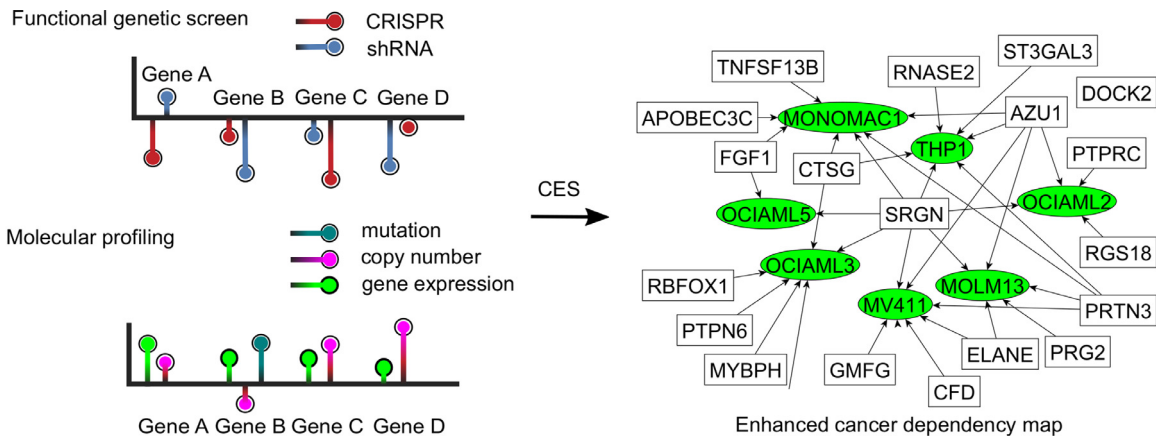 Functional genetic screen
CRISPR
shRNA
Gene A
Gene B
Gene C
Gene D
Molecular profiling
mutation
copy number
gene expression
Gene A Gene B Gene C Gene D
CES
TNFSF13B
RNASE2
ST3GAL3
DOCK2
APOBEC3C
MONOMAC1
AZU1
FGF1
CTSG
THP1
PTPRC
OCIAML5
SRGN
OCIAML2
RGS18
OCIAML3
RBFOX1
MOLM13
MV411
PRTN3
PTPN6
MYBPH
GMFG
ELANE
PRG2
CFD
Enhanced cancer dependency map